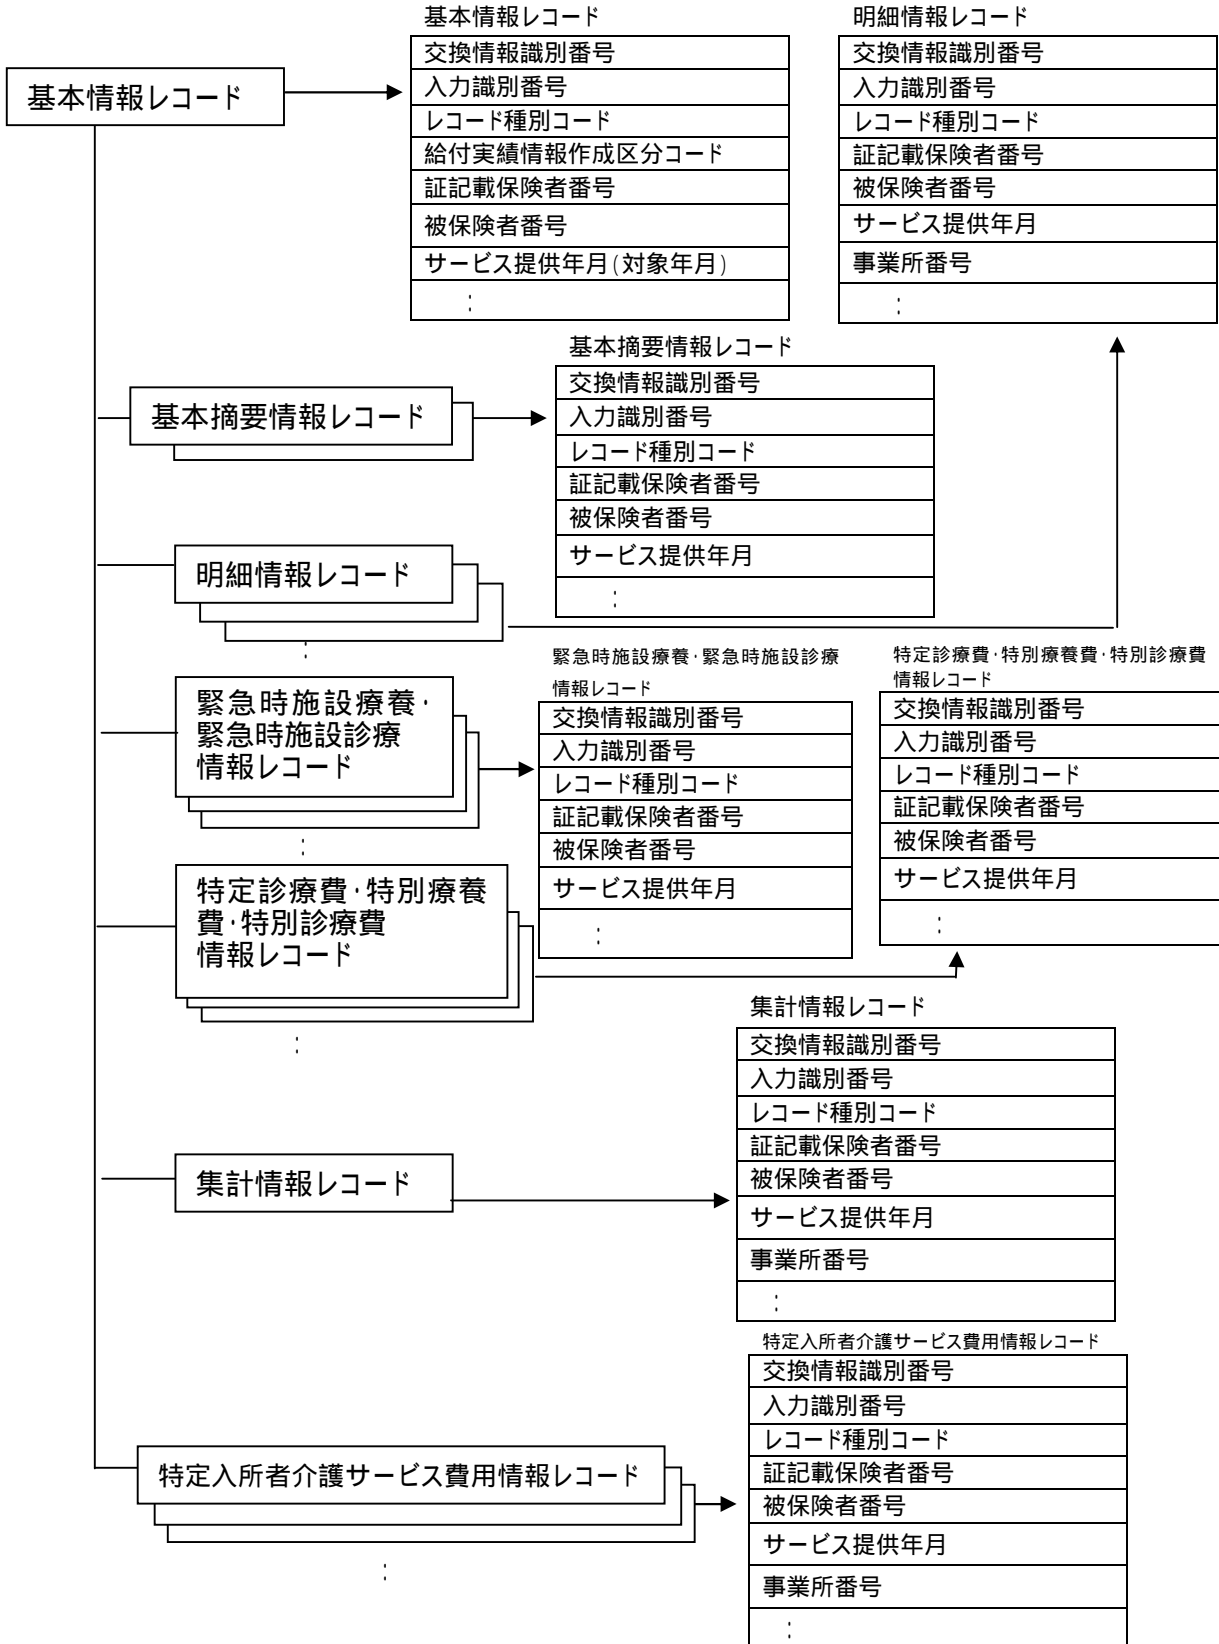 基本情報レコード
交換情報識別番号
入力識別番号
レコード種別コード
給付実績情報作成区分コード
証記載保険者番号
被保険者番号
サービス提供年月(対象年月)
:
明細情報レコード
交換情報識別番号
入力識別番号
レコード種別コード
証記載保険者番号
被保険者番号
サービス提供年月
事業所番号
:
基本情報レコード
基本摘要情報レコード
基本摘要情報レコード
交換情報識別番号
入力識別番号
レコード種別コード
証記載保険者番号
被保険者番号
サービス提供年月
:
明細情報レコード
:
緊急時施設療養・
緊急時施設診療
情報レコード
:
緊急時施設療養・緊急時施設診療
情報レコード
交換情報識別番号
入力識別番号
レコード種別コード
証記載保険者番号
被保険者番号
サービス提供年月
:
特定診療費・特別療養費・特別診療費
情報レコード
交換情報識別番号
入力識別番号
レコード種別コード
証記載保険者番号
被保険者番号
サービス提供年月
:
特定診療費・特別療養
費・特別診療費
情報レコード
:
集計情報レコード
集計情報レコード
交換情報識別番号
入力識別番号
レコード種別コード
証記載保険者番号
被保険者番号
サービス提供年月
事業所番号
:
特定入所者介護サービス費用情報レコード
:
特定入所者介護サービス費用情報レコード
交換情報識別番号
入力識別番号
レコード種別コード
証記載保険者番号
被保険者番号
サービス提供年月
事業所番号
: